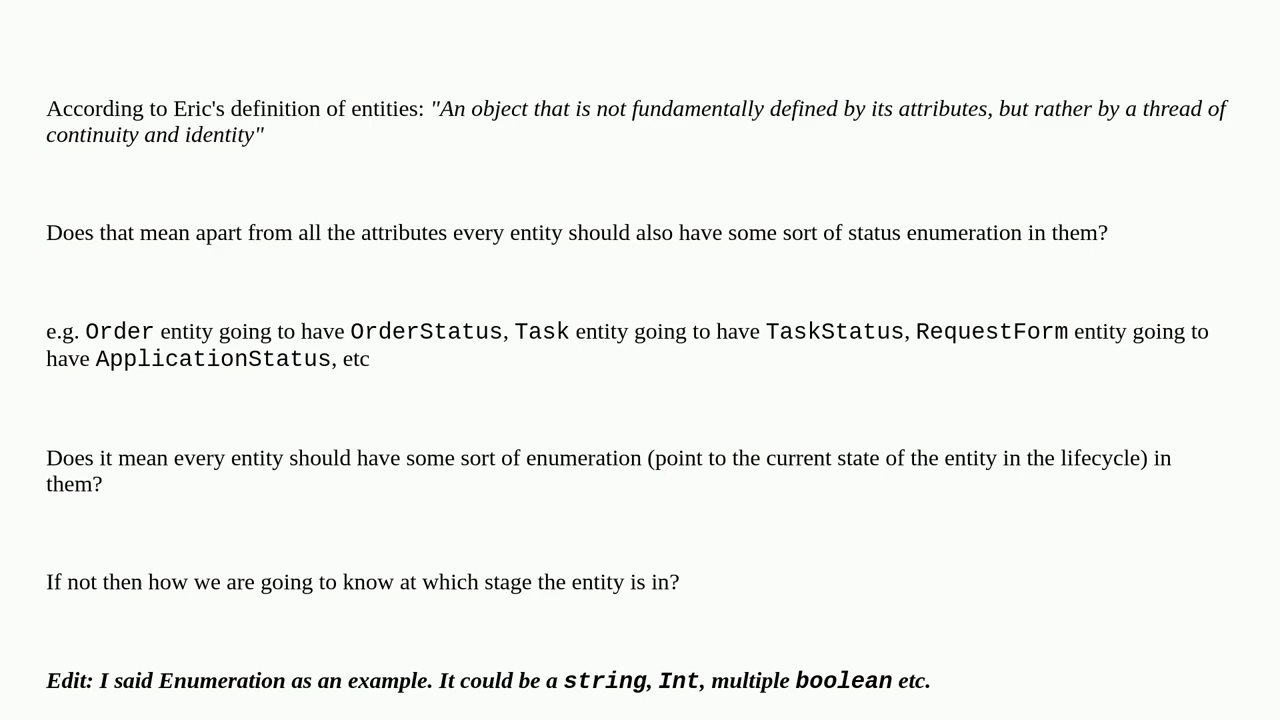 According to Eric's definition of entities: "An object that is not fundamentally defined by its attributes, but rather by a thread of
continuity and identity"
Does that mean apart from all the attributes every entity should also have some sort of status enumeration in them?
e.g. Order entity going to have OrderStatus, Task entity going to have TaskStatus, RequestForm entity going to
have ApplicationStatus, etc
Does it mean every entity should have some sort of enumeration (point to the current state of the entity in the lifecycle) in
them?
If not then how we are going to know at which stage the entity is in?
Edit: I said Enumeration as an example. It could be a string, Int, multiple boolean etc.